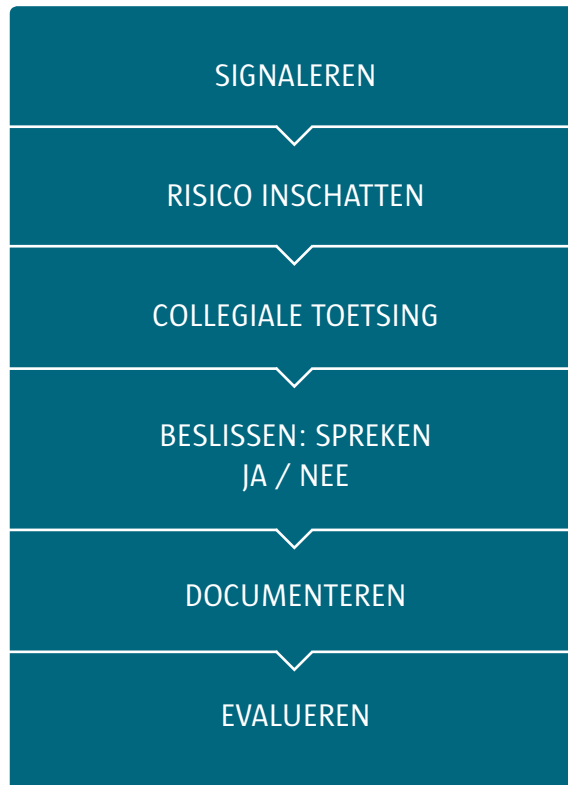 SIGNALEREN
RISICO INSCHATTEN
COLLEGIALE TOETSING
BESLISSEN: SPREKEN
JA / NEE
DOCUMENTEREN
EVALUEREN